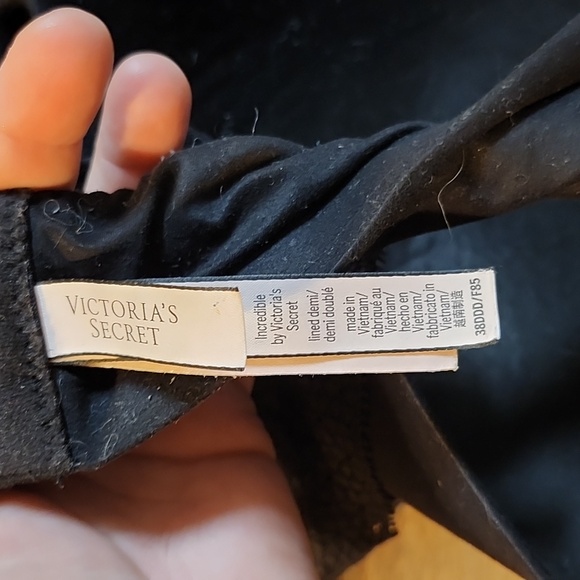 VICTORIA'S
SECRET
Incredible
by Victoria's
Secret
lined demi/
demi doublé
made in
Vietnam/
fabriqué au
Vietnam/
hecho en
Vietnam/
fabbricato in
Vietnam/
越南制造
38DDD/F85